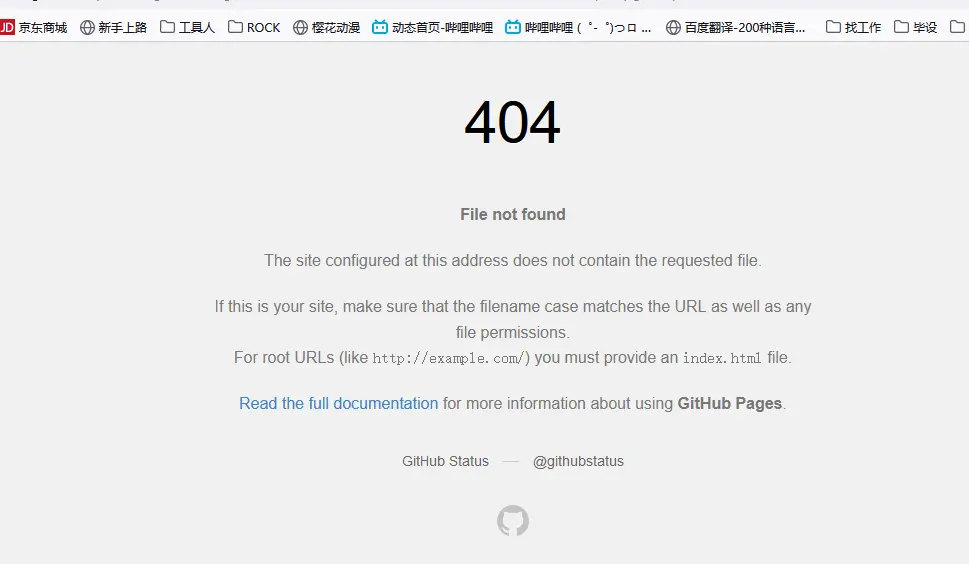 JD 京东商城 新手上路 工具人 ROCK 樱花动漫 动态首页-哔哩哔哩 哔哩哔哩 ( ゜- ゜)つロ ... 百度翻译-200种语言... 找工作 毕设
404
File not found
The site configured at this address does not contain the requested file.
If this is your site, make sure that the filename case matches the URL as well as any
file permissions.
For root URLs (like http://example.com/) you must provide an index.html file.
Read the full documentation for more information about using GitHub Pages.
GitHub Status — @githubstatus